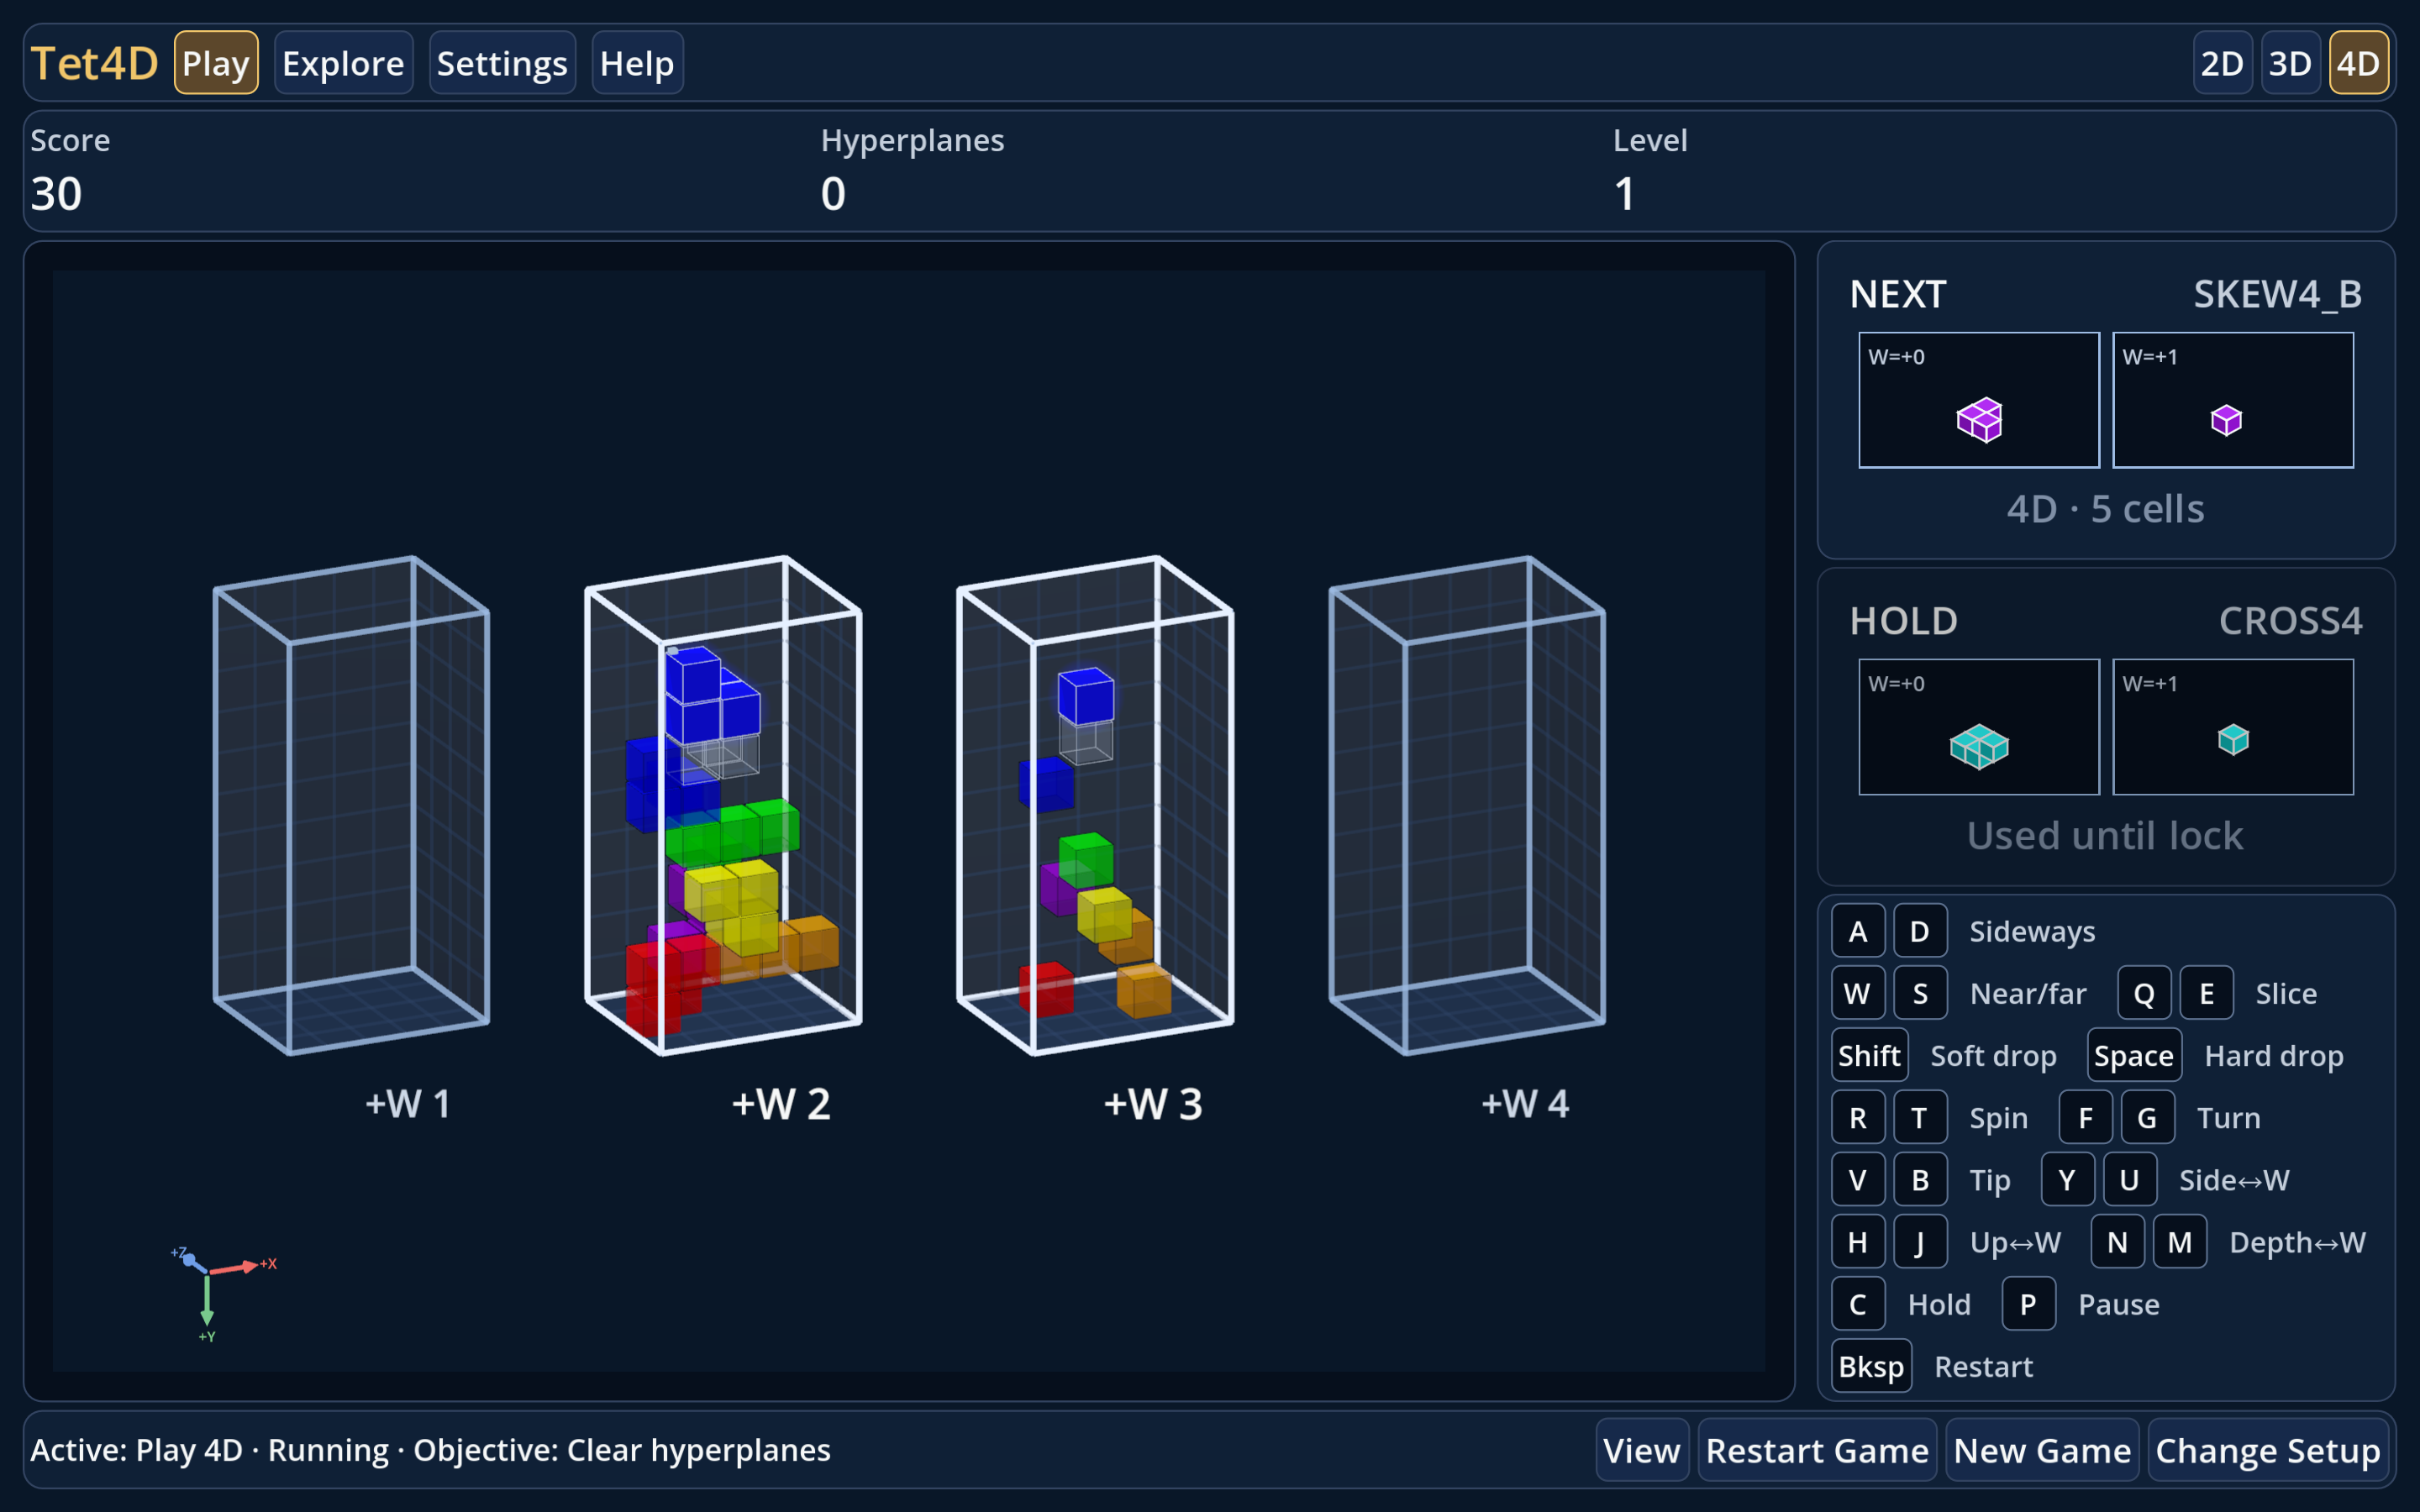 Tet4D Play Explore Settings Help 2D 3D 4D
Score Hyperplanes Level
30 0 1
NEXT SKEW4_B
W=+0 W=+1
4D · 5 cells
HOLD CROSS4
W=+0 W=+1
Used until lock
A D Sideways
W S Near/far Q E Slice
Shift Soft drop Space Hard drop
R T Spin F G Turn
V B Tip Y U Side↔W
H J Up↔W N M Depth↔W
C Hold P Pause
Bksp Restart
+W 1 +W 2 +W 3 +W 4
+Z +X
+Y
Active: Play 4D · Running · Objective: Clear hyperplanes View Restart Game New Game Change Setup